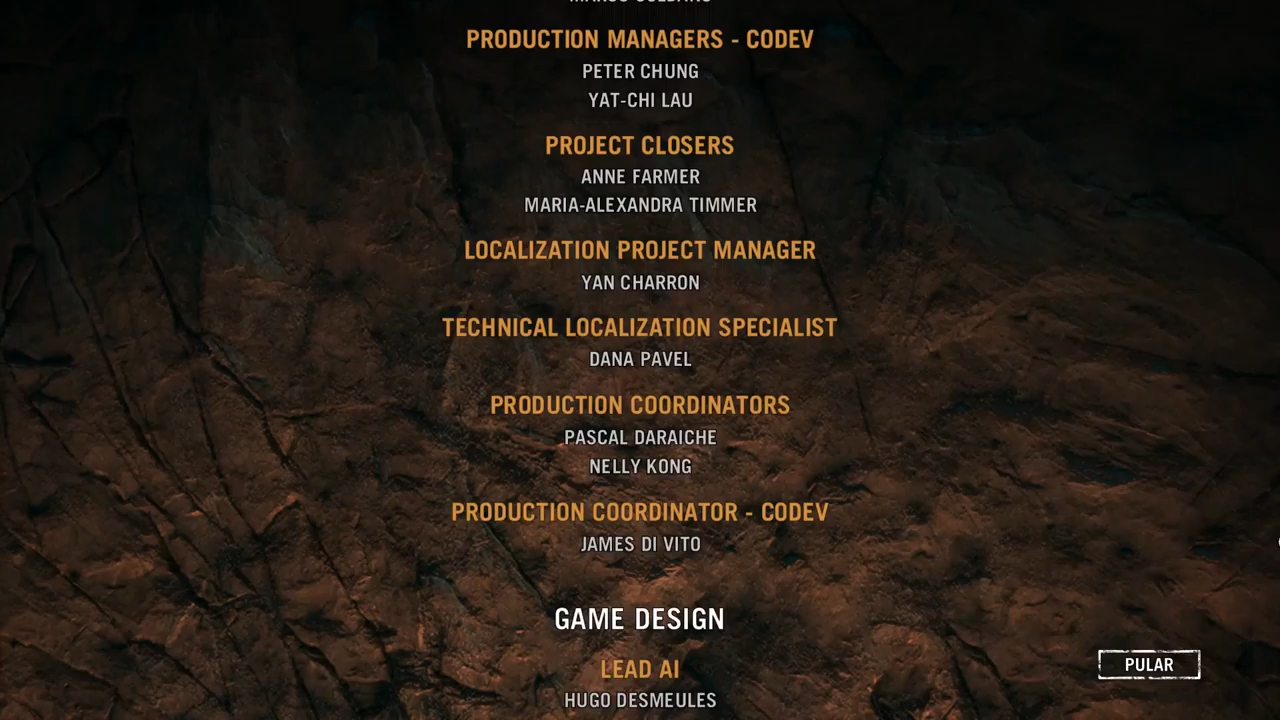 PRODUCTION MANAGERS - CODEV
PETER CHUNG
YAT-CHI LAU
PROJECT CLOSERS
ANNE FARMER
MARIA-ALEXANDRA TIMMER
LOCALIZATION PROJECT MANAGER
YAN CHARRON
TECHNICAL LOCALIZATION SPECIALIST
DANA PAVEL
PRODUCTION COORDINATORS
PASCAL DARAICHE
NELLY KONG
PRODUCTION COORDINATOR - CODEV
JAMES DI VITO
GAME DESIGN
LEAD AI
HUGO DESMEULES
PULAR